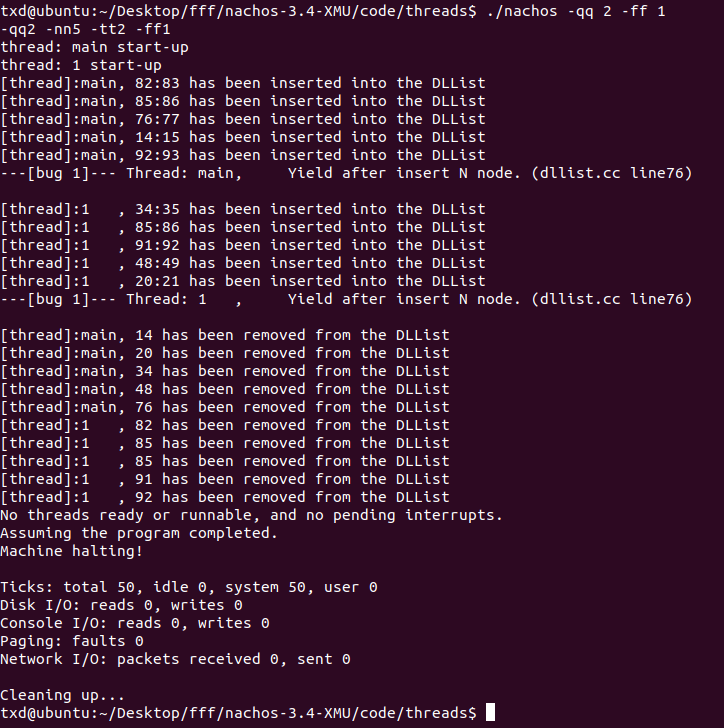 txd@ubuntu:~/Desktop/fff/nachos-3.4-XMU/code/threads$ ./nachos -qq 2 -ff 1
-qq2 -nn5 -tt2 -ff1
thread: main start-up
thread: 1 start-up
[thread]:main, 82:83 has been inserted into the DLList
[thread]:main, 85:86 has been inserted into the DLList
[thread]:main, 76:77 has been inserted into the DLList
[thread]:main, 14:15 has been inserted into the DLList
[thread]:main, 92:93 has been inserted into the DLList
---[bug 1]--- Thread: main,     Yield after insert N node. (dllist.cc line76)

[thread]:1   , 34:35 has been inserted into the DLList
[thread]:1   , 85:86 has been inserted into the DLList
[thread]:1   , 91:92 has been inserted into the DLList
[thread]:1   , 48:49 has been inserted into the DLList
[thread]:1   , 20:21 has been inserted into the DLList
---[bug 1]--- Thread: 1   ,     Yield after insert N node. (dllist.cc line76)

[thread]:main, 14 has been removed from the DLList
[thread]:main, 20 has been removed from the DLList
[thread]:main, 34 has been removed from the DLList
[thread]:main, 48 has been removed from the DLList
[thread]:main, 76 has been removed from the DLList
[thread]:1   , 82 has been removed from the DLList
[thread]:1   , 85 has been removed from the DLList
[thread]:1   , 85 has been removed from the DLList
[thread]:1   , 91 has been removed from the DLList
[thread]:1   , 92 has been removed from the DLList
No threads ready or runnable, and no pending interrupts.
Assuming the program completed.
Machine halting!

Ticks: total 50, idle 0, system 50, user 0
Disk I/O: reads 0, writes 0
Console I/O: reads 0, writes 0
Paging: faults 0
Network I/O: packets received 0, sent 0

Cleaning up...
txd@ubuntu:~/Desktop/fff/nachos-3.4-XMU/code/threads$